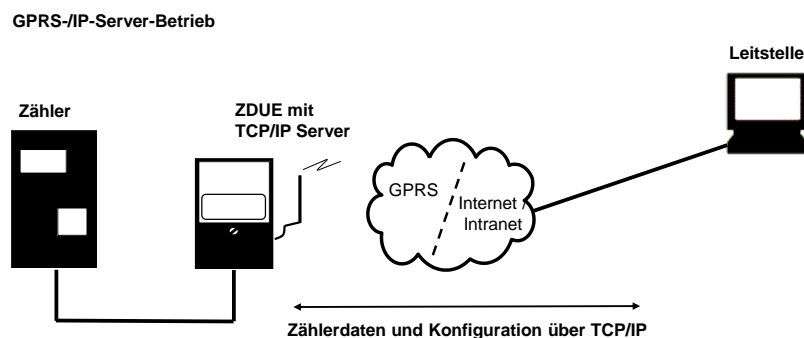 GPRS-/IP-Server-Betrieb
Leitstelle
Zähler
ZDUE mit
TCP/IP Server
GPRS
Internet /
Intranet
Zählerdaten und Konfiguration über TCP/IP